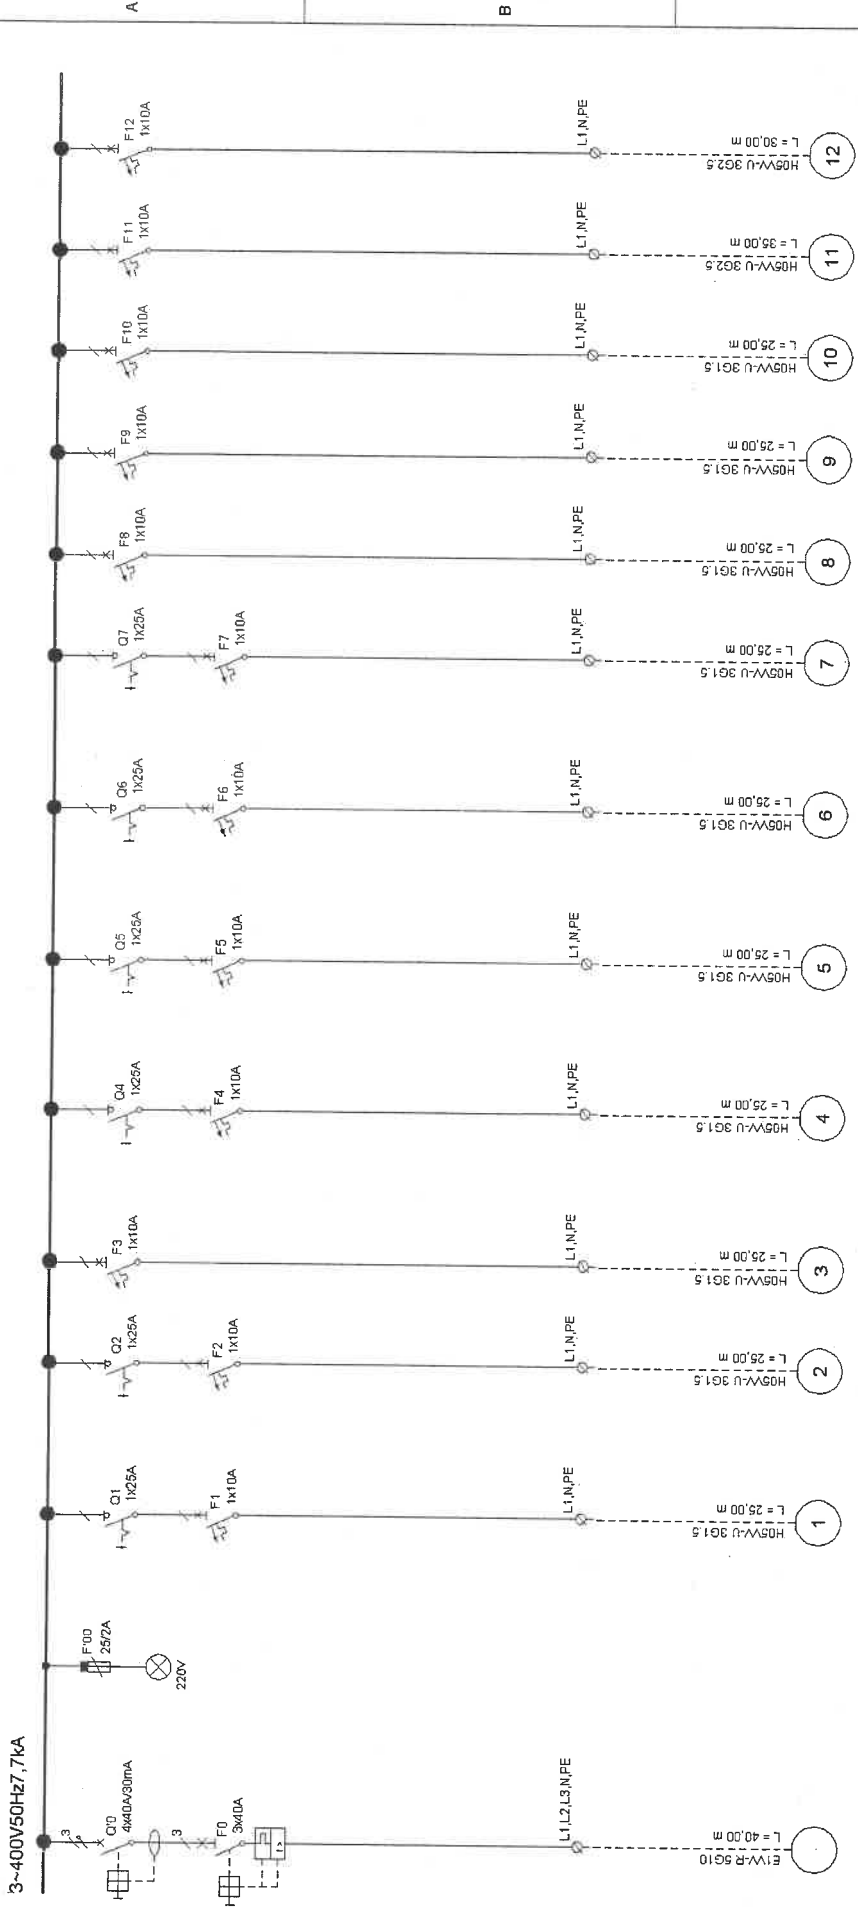 A
B
3~400V50Hz7,7kA
3
Q'0
4x40A/30mA
3
F0
3x40A
I >
L1,L2,L3,N,PE
E1VV-R 5G10
L = 40,00 m
F'00
25/2A
220V
Q1
1x25A
F1
1x10A
L1,N,PE
H05VV-U 3G1.5
L = 25,00 m
1
Q2
1x25A
F2
1x10A
L1,N,PE
H05VV-U 3G1.5
L = 25,00 m
2
F3
1x10A
L1,N,PE
H05VV-U 3G1.5
L = 25,00 m
3
Q4
1x25A
F4
1x10A
L1,N,PE
H05VV-U 3G1.5
L = 25,00 m
4
Q5
1x25A
F5
1x10A
L1,N,PE
H05VV-U 3G1.5
L = 25,00 m
5
Q6
1x25A
F6
1x10A
L1,N,PE
H05VV-U 3G1.5
L = 25,00 m
6
Q7
1x25A
F7
1x10A
L1,N,PE
H05VV-U 3G1.5
L = 25,00 m
7
F8
1x10A
L1,N,PE
H05VV-U 3G1.5
L = 25,00 m
8
F9
1x10A
L1,N,PE
H05VV-U 3G1.5
L = 25,00 m
9
F10
1x10A
L1,N,PE
H05VV-U 3G1.5
L = 25,00 m
10
F11
1x10A
L1,N,PE
H05VV-U 3G2.5
L = 35,00 m
11
F12
1x10A
L1,N,PE
H05VV-U 3G2.5
L = 30,00 m
12